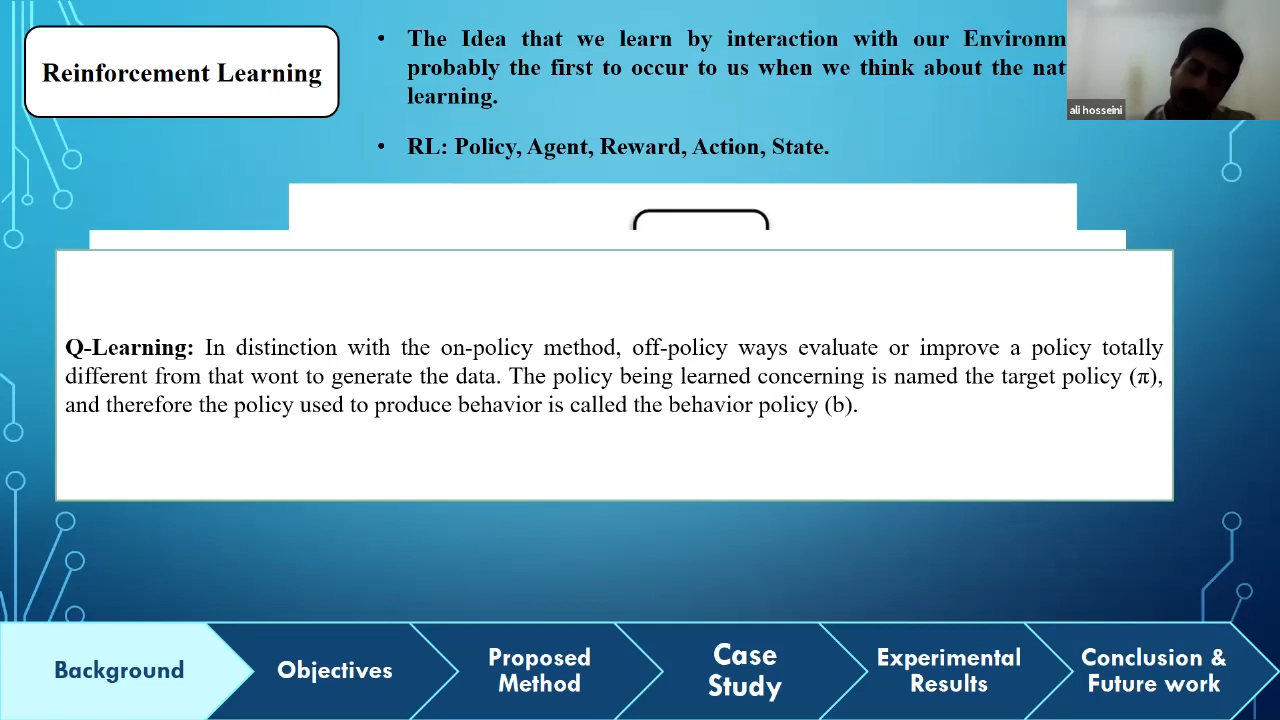 Reinforcement Learning
• The Idea that we learn by interaction with our Environm
probably the first to occur to us when we think about the nat
learning.
• RL: Policy, Agent, Reward, Action, State.
ali hosseini
Q-Learning: In distinction with the on-policy method, off-policy ways evaluate or improve a policy totally
different from that wont to generate the data. The policy being learned concerning is named the target policy (π),
and therefore the policy used to produce behavior is called the behavior policy (b).
Background
Objectives
Proposed
Method
Case
Study
Experimental
Results
Conclusion &
Future work